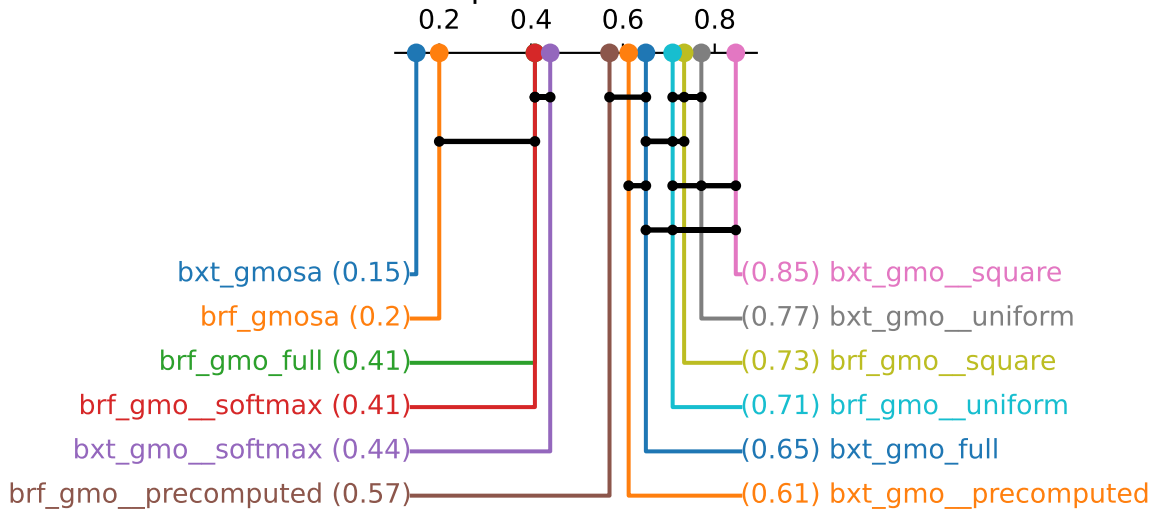 0.2 0.4 0.6 0.8
bxt_gmosa (0.15) (0.85) bxt_gmo__square
brf_gmosa (0.2) (0.77) bxt_gmo__uniform
brf_gmo_full (0.41) (0.73) brf_gmo__square
brf_gmo__softmax (0.41) (0.71) brf_gmo__uniform
bxt_gmo__softmax (0.44) (0.65) bxt_gmo_full
brf_gmo__precomputed (0.57) (0.61) bxt_gmo__precomputed